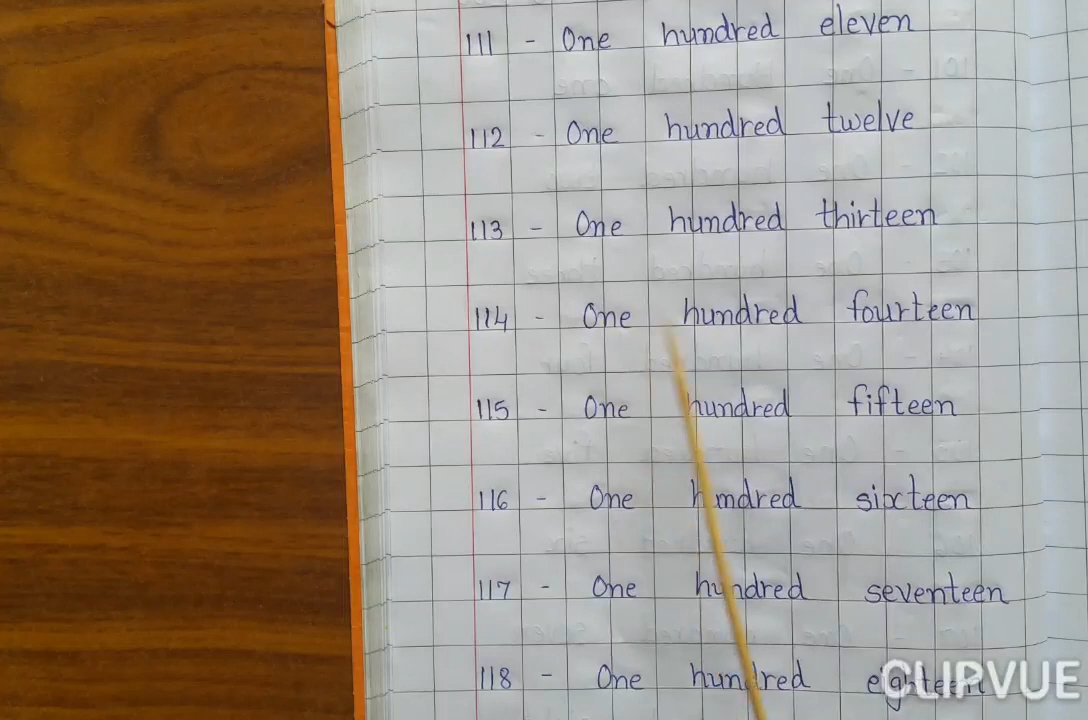 111 - One hundred eleven
112 - One hundred twelve
113 - One hundred thirteen
114 - One hundred fourteen
115 - One hundred fifteen
116 - One hundred sixteen
117 - One hundred seventeen
118 - One hundred eighteen
CLIPVUE